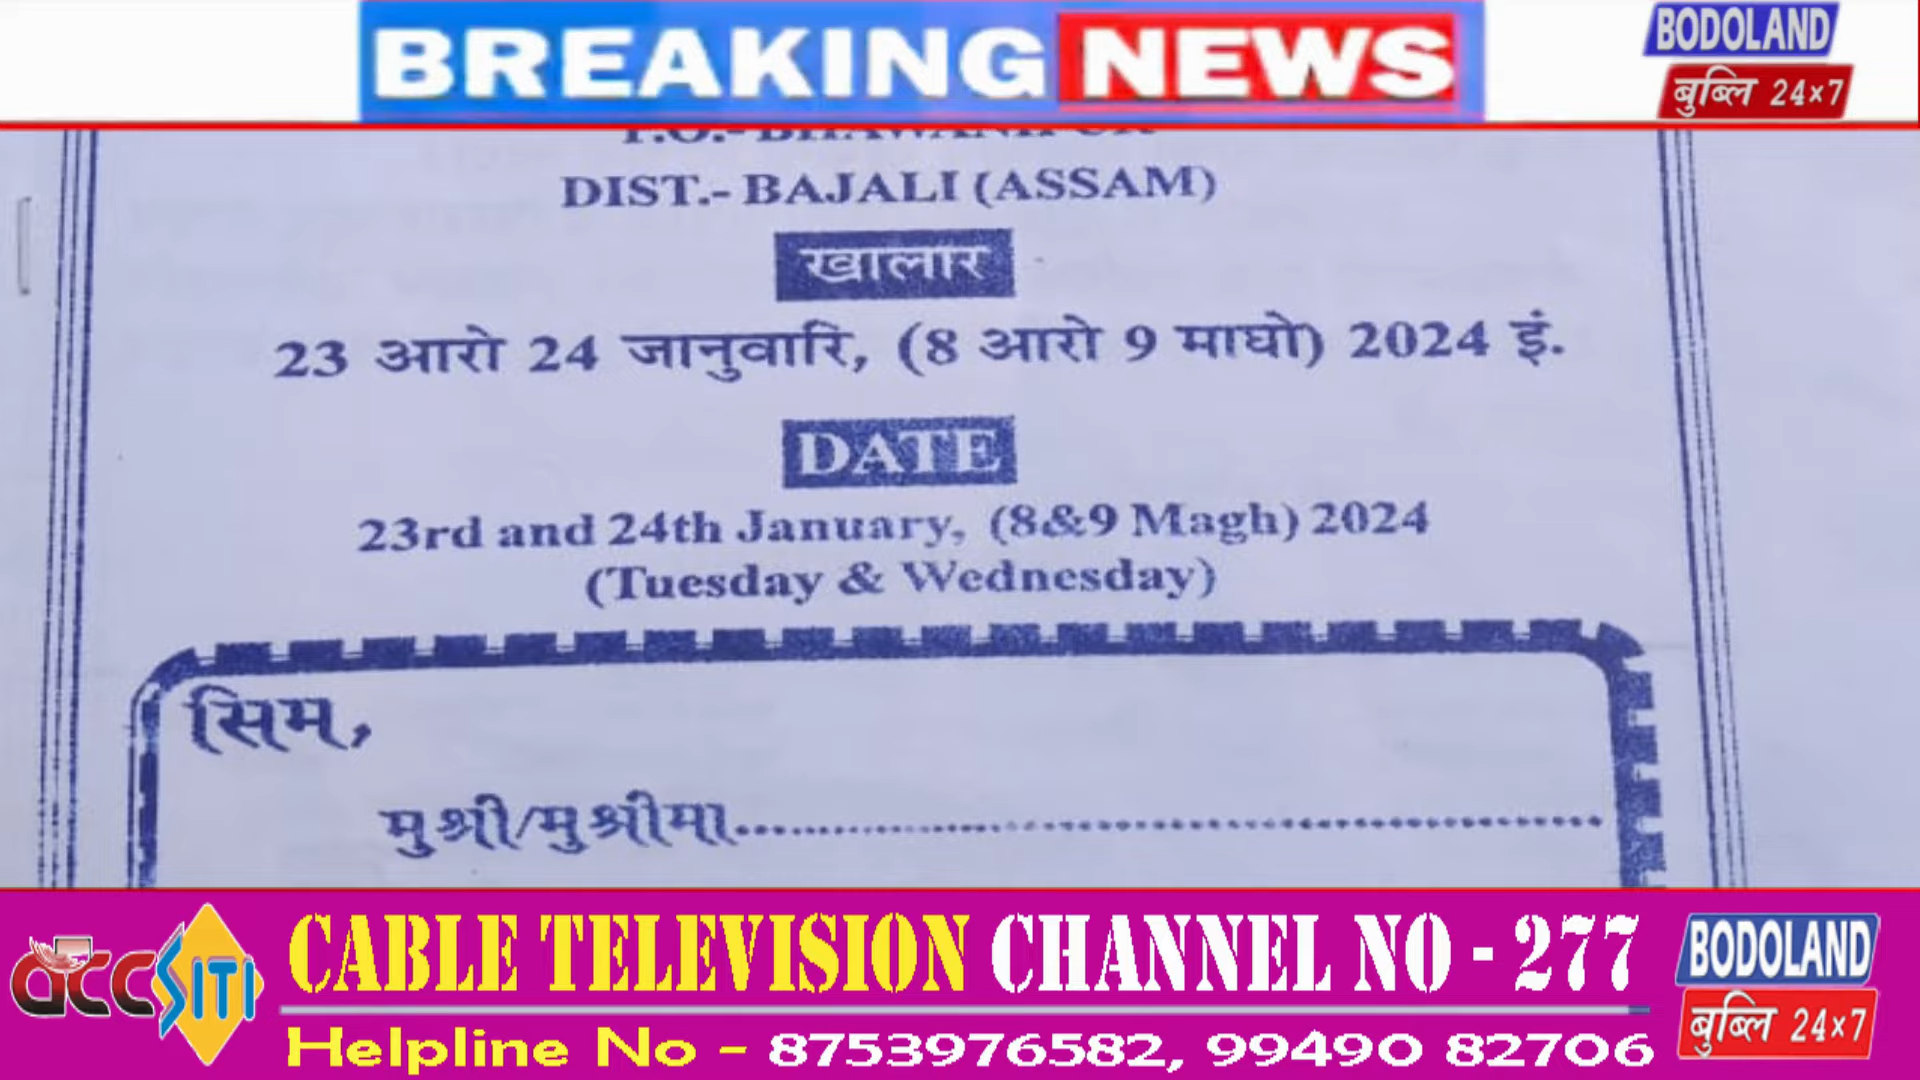 BREAKING NEWS
BODOLAND
बुब्लि 24×7
P.O.- BHAWANIPUR
DIST.- BAJALI (ASSAM)
खालार
23 आरो 24 जानुवारि, (8 आरो 9 माघो) 2024 इं.
DATE
23rd and 24th January, (8&9 Magh) 2024
(Tuesday & Wednesday)
सिम,
मुश्री/मुश्रीमा................................................
accSITI
CABLE TELEVISION CHANNEL NO - 277
Helpline No - 8753976582, 99490 82706
BODOLAND
बुब्लि 24×7